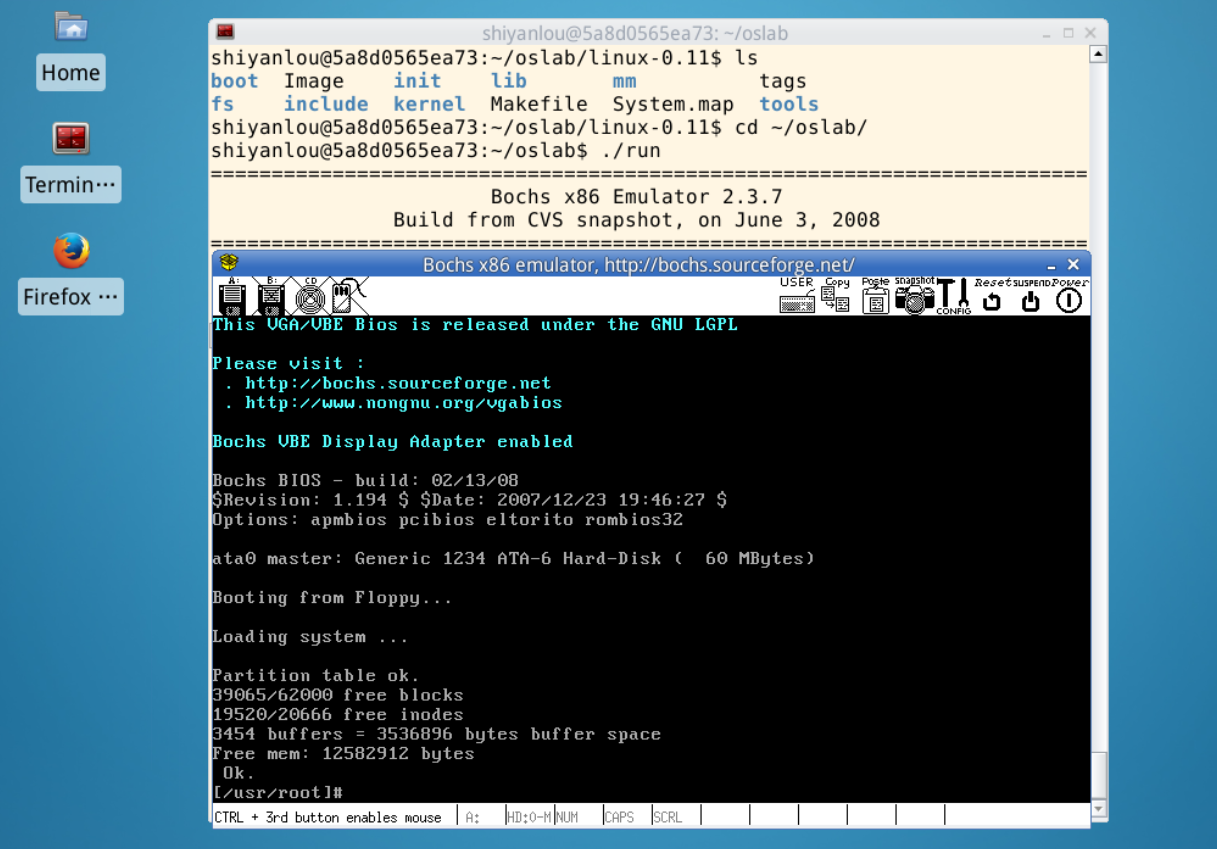 Home
Termin···
Firefox ···
shiyanlou@5a8d0565ea73: ~/oslab
shiyanlou@5a8d0565ea73:~/oslab/linux-0.11$ ls
boot Image init lib mm tags
fs include kernel Makefile System.map tools
shiyanlou@5a8d0565ea73:~/oslab/linux-0.11$ cd ~/oslab/
shiyanlou@5a8d0565ea73:~/oslab$ ./run
========================================================================
Bochs x86 Emulator 2.3.7
Build from CVS snapshot, on June 3, 2008
========================================================================
Bochs x86 emulator, http://bochs.sourceforge.net/
A: B: CD USER Copy Paste snapshot CONFIG Reset SUSPEND Power
This VGA/VBE Bios is released under the GNU LGPL
Please visit :
. http://bochs.sourceforge.net
. http://www.nongnu.org/vgabios
Bochs VBE Display Adapter enabled
Bochs BIOS - build: 02/13/08
$Revision: 1.194 $ $Date: 2007/12/23 19:46:27 $
Options: apmbios pcibios eltorito rombios32
ata0 master: Generic 1234 ATA-6 Hard-Disk ( 60 MBytes)
Booting from Floppy...
Loading system ...
Partition table ok.
39065/62000 free blocks
19520/20666 free inodes
3454 buffers = 3536896 bytes buffer space
Free mem: 12582912 bytes
Ok.
[/usr/root]#
CTRL + 3rd button enables mouse A: HD:0-M NUM CAPS SCRL